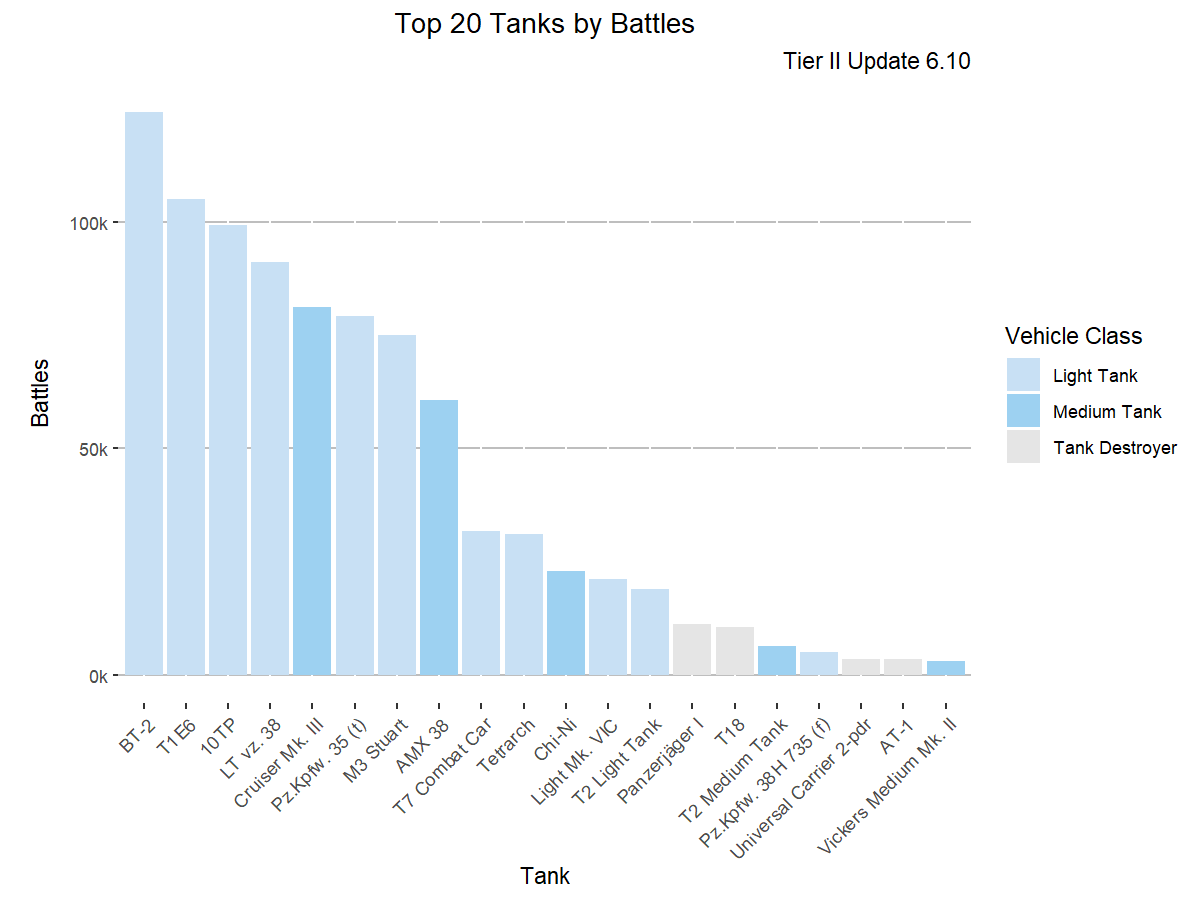 Top 20 Tanks by Battles
Tier II Update 6.10
100k
50k
0k
Battles
BT-2
T1E6
10TP
LT vz. 38
Cruiser Mk. III
Pz.Kpfw. 35 (t)
M3 Stuart
AMX 38
T7 Combat Car
Tetrarch
Chi-Ni
Light Mk. VIC
T2 Light Tank
Panzerjäger I
T18
T2 Medium Tank
Pz.Kpfw. 38 H 735 (f)
Universal Carrier 2-pdr
AT-1
Vickers Medium Mk. II
Tank
Vehicle Class
Light Tank
Medium Tank
Tank Destroyer